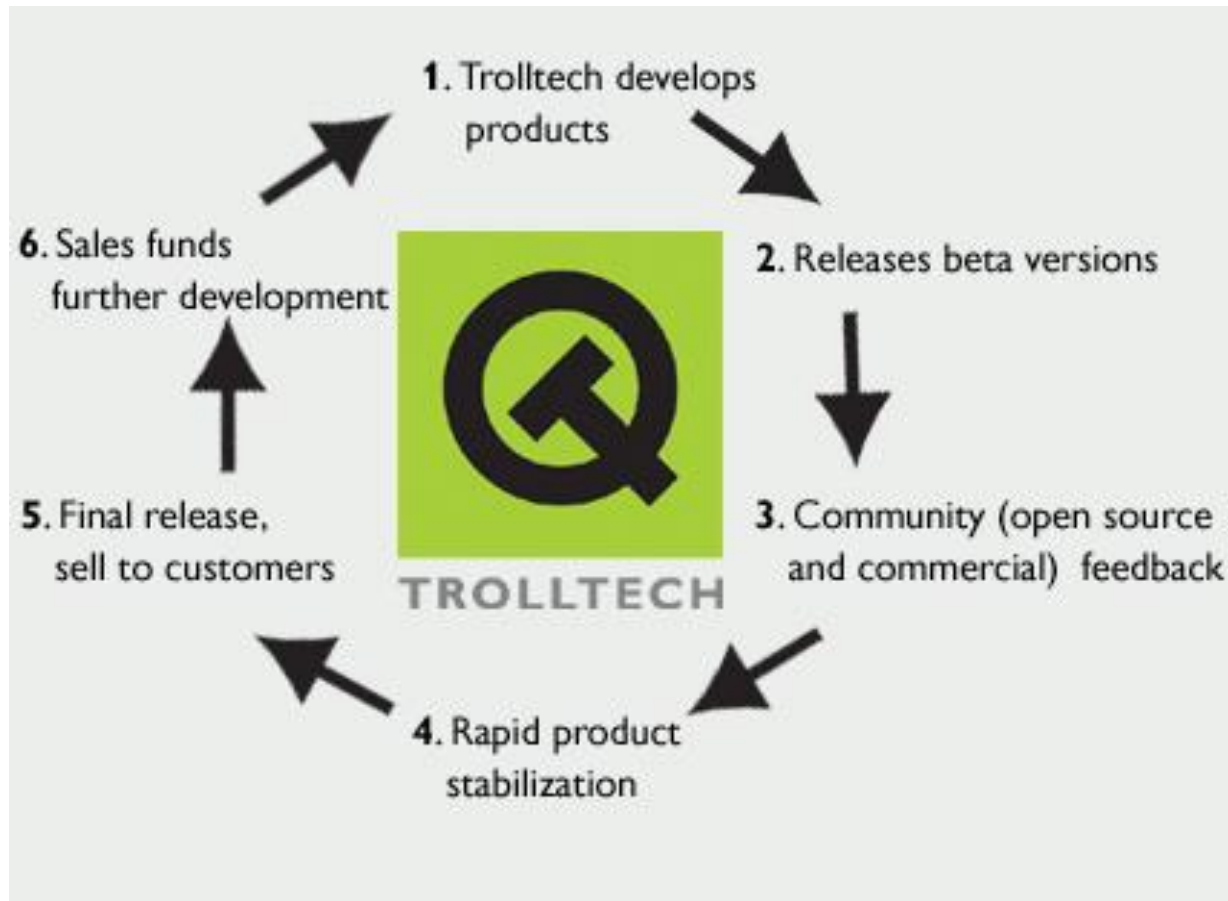 1. Trolltech develops
products
2. Releases beta versions
3. Community (open source
and commercial) feedback
4. Rapid product
stabilization
5. Final release,
sell to customers
6. Sales funds
further development
TROLLTECH